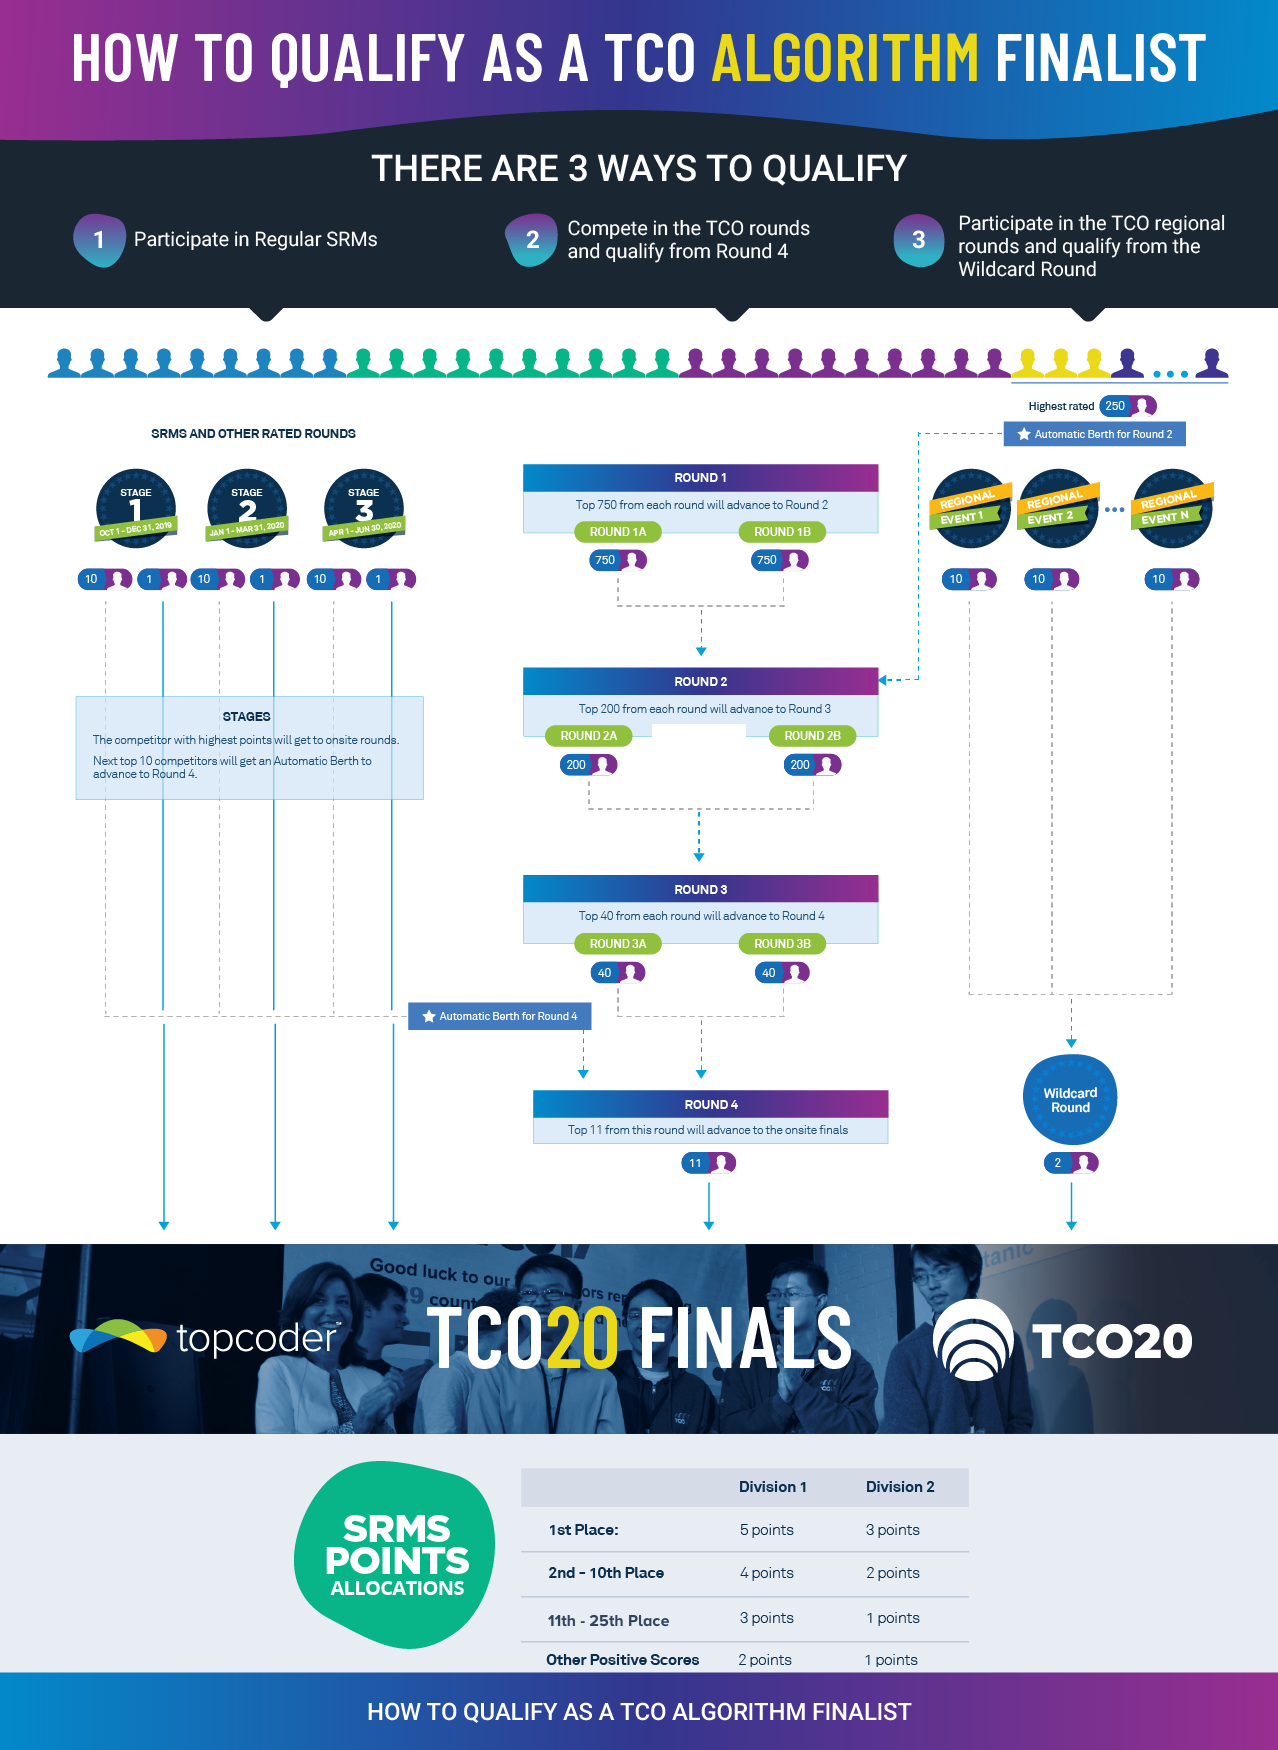 HOW TO QUALIFY AS A TCO ALGORITHM FINALIST
THERE ARE 3 WAYS TO QUALIFY
1
Participate in Regular SRMs
2
Compete in the TCO rounds
and qualify from Round 4
3
Participate in the TCO regional
rounds and qualify from the
Wildcard Round
Highest rated 250
Automatic Berth for Round 2
SRMS AND OTHER RATED ROUNDS
STAGE
1
OCT 1 - DEC 31, 2019
STAGE
2
JAN 1 - MAR 31, 2020
STAGE
3
APR 1 - JUN 30, 2020
10 1 10 1 10 1
STAGES
The competitor with highest points will get to onsite rounds.
Next top 10 competitors will get an Automatic Berth to
advance to Round 4.
Automatic Berth for Round 4
ROUND 1
Top 750 from each round will advance to Round 2
ROUND 1A ROUND 1B
750 750
ROUND 2
Top 200 from each round will advance to Round 3
ROUND 2A ROUND 2B
200 200
ROUND 3
Top 40 from each round will advance to Round 4
ROUND 3A ROUND 3B
40 40
ROUND 4
Top 11 from this round will advance to the onsite finals
11
REGIONAL
EVENT 1
REGIONAL
EVENT 2
REGIONAL
EVENT N
10 10 10
Wildcard
Round
2
Good luck to our
29 count
ors rep
tanic
topcoder™
TCO20 FINALS
TCO20
SRMS
POINTS
ALLOCATIONS
Division 1 Division 2
1st Place: 5 points 3 points
2nd - 10th Place 4 points 2 points
11th - 25th Place 3 points 1 points
Other Positive Scores 2 points 1 points
HOW TO QUALIFY AS A TCO ALGORITHM FINALIST